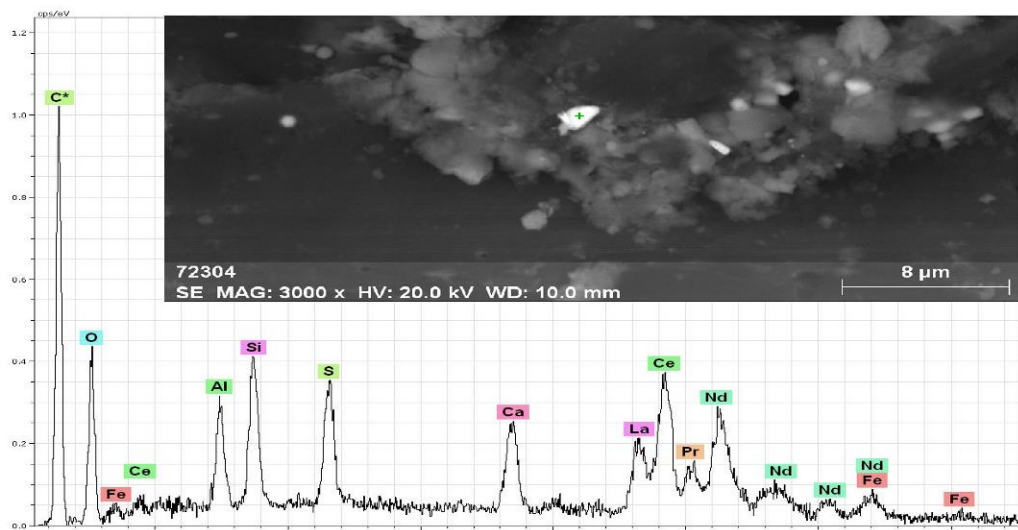 cps/eV
1.2
1.0
0.8
0.6
0.4
0.2
0.0
C*
O
Fe
Ce
Al
Si
S
Ca
La
Ce
Pr
Nd
Nd
Nd
Nd
Fe
Fe
72304
SE MAG: 3000 x HV: 20.0 kV WD: 10.0 mm
8 µm